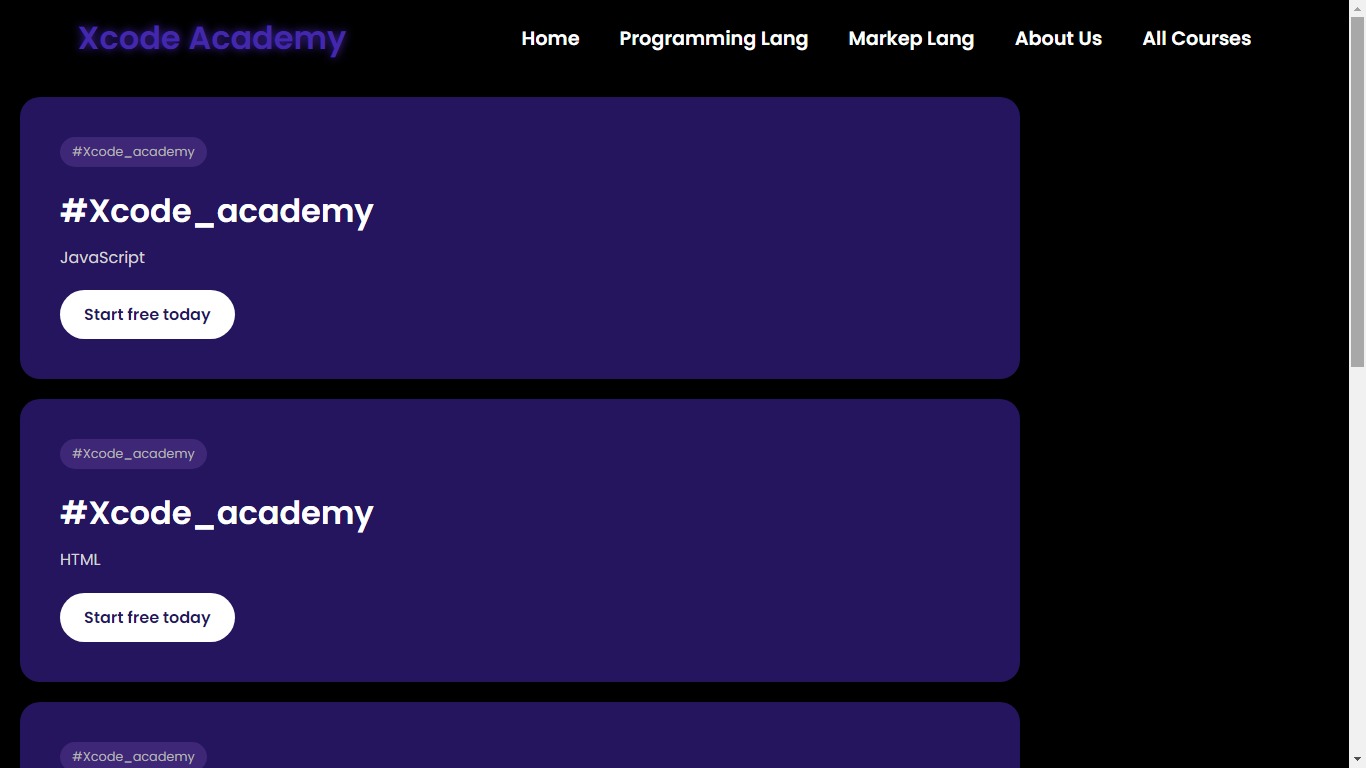 Xcode Academy
Home Programming Lang Markep Lang About Us All Courses
#Xcode_academy
#Xcode_academy
JavaScript
Start free today
#Xcode_academy
#Xcode_academy
HTML
Start free today
#Xcode_academy